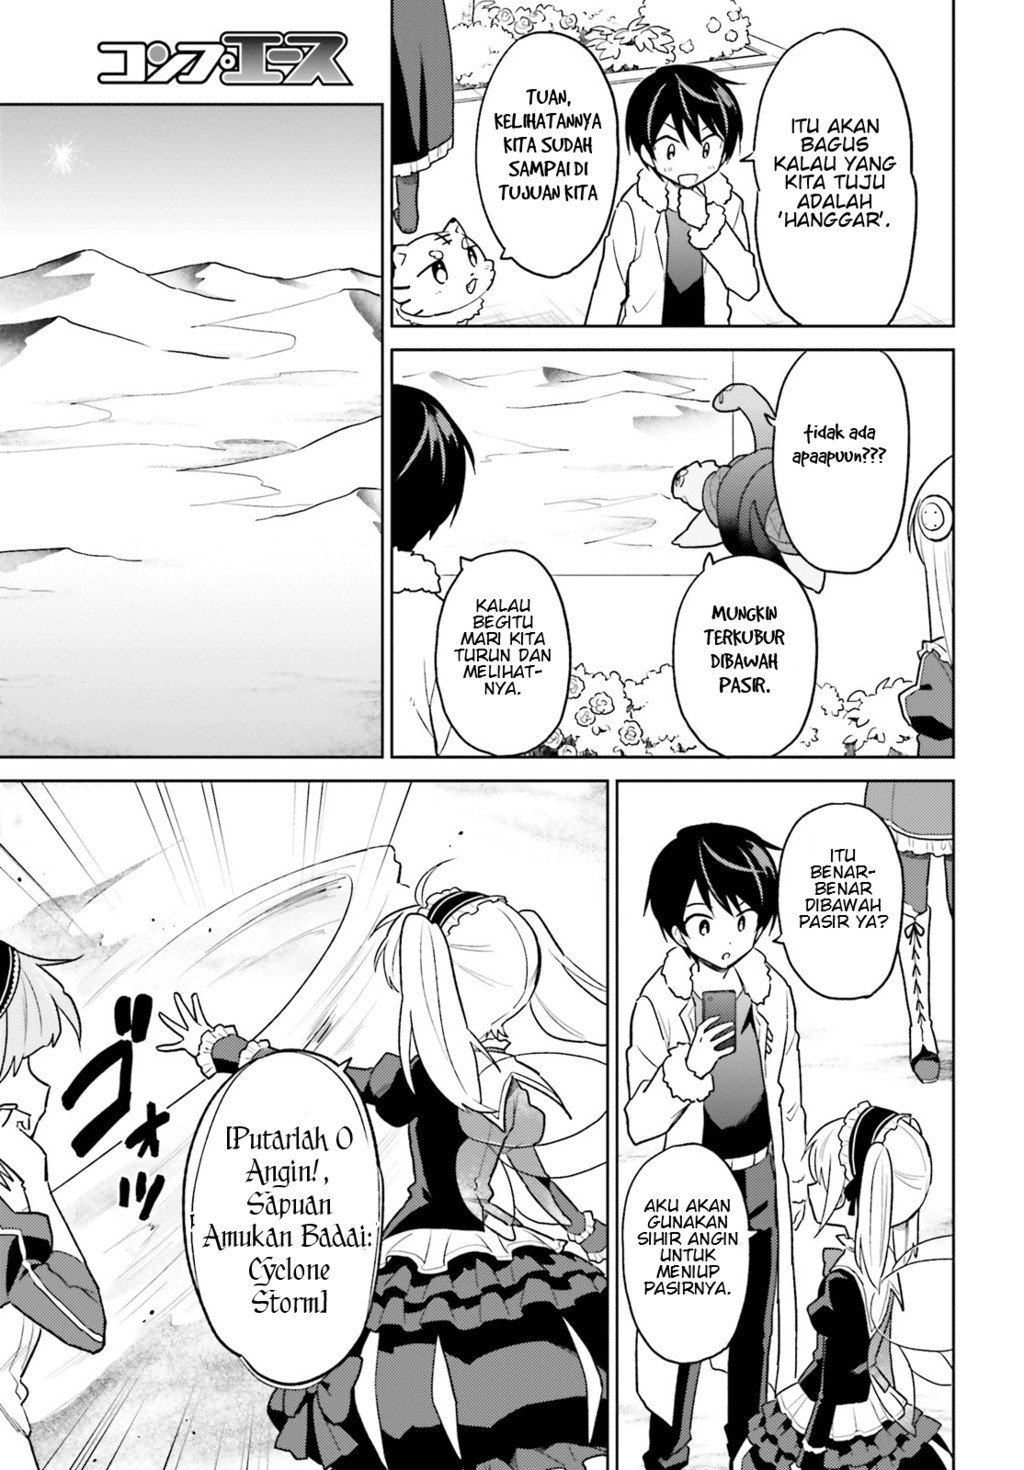 コンプエース
ITU AKAN
BAGUS
KALAU YANG
KITA TUJU
ADALAH
'HANGGAR'.
TUAN,
KELIHATANNYA
KITA SUDAH
SAMPAI DI
TUJUAN KITA
tidak ada
apaapuun???
MUNGKIN
TERKUBUR
DIBAWAH
PASIR.
KALAU
BEGITU
MARI KITA
TURUN DAN
MELIHAT-
NYA.
ITU
BENAR-
BENAR
DIBAWAH
PASIR YA?
AKU AKAN
GUNAKAN
SIHIR ANGIN
UNTUK
MENIUP
PASIRNYA.
[Putarlah O
Angin!,
Sapuan
Amukan Badai:
Cyclone
Storm]
ゴォッ